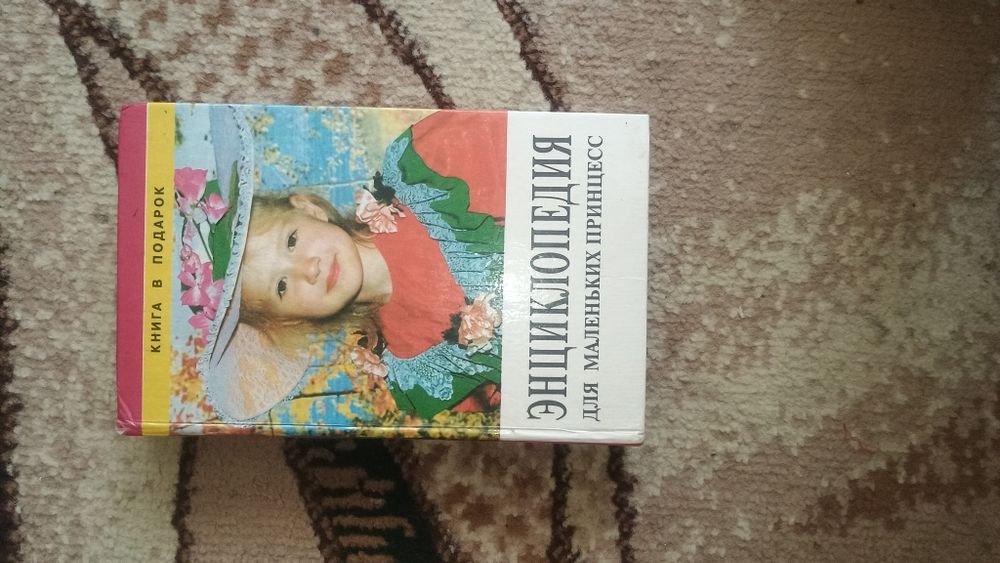 КНИГА В ПОДАРОК
ЭНЦИКЛОПЕДИЯ
ДЛЯ МАЛЕНЬКИХ ПРИНЦЕСС